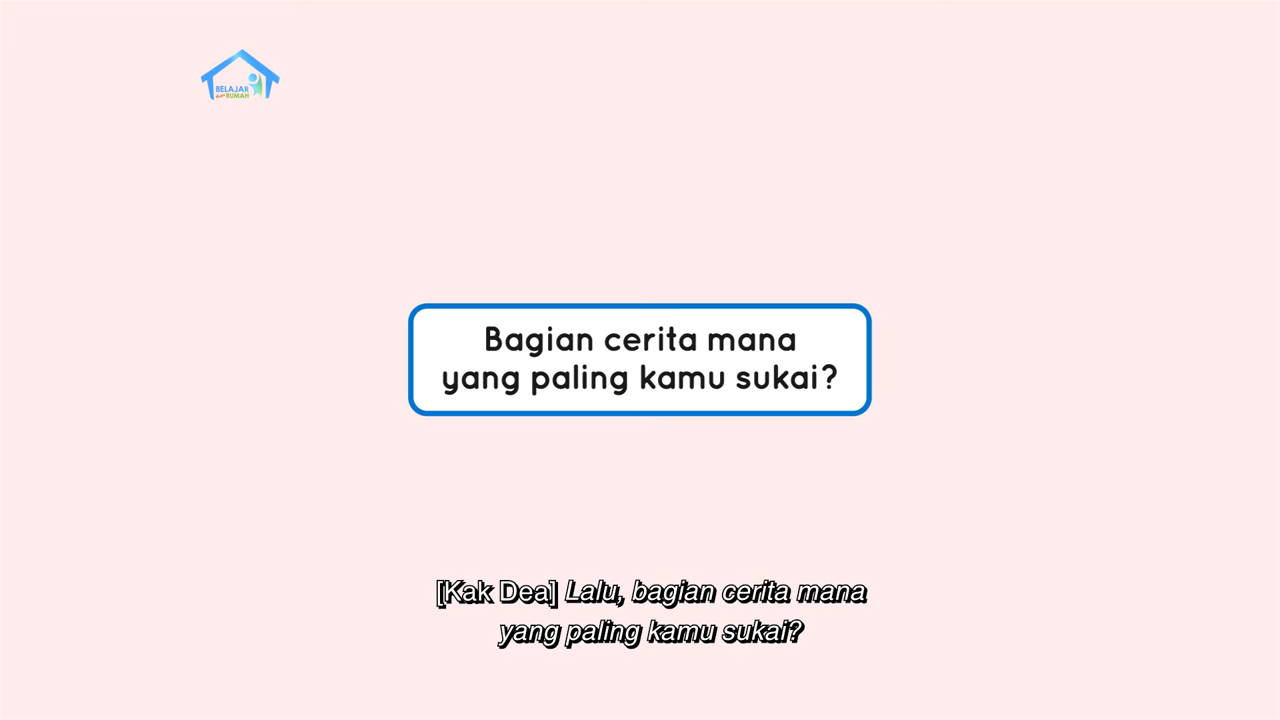 BELAJAR
dari RUMAH
Bagian cerita mana
yang paling kamu sukai?
[Kak Dea] Lalu, bagian cerita mana
yang paling kamu sukai?